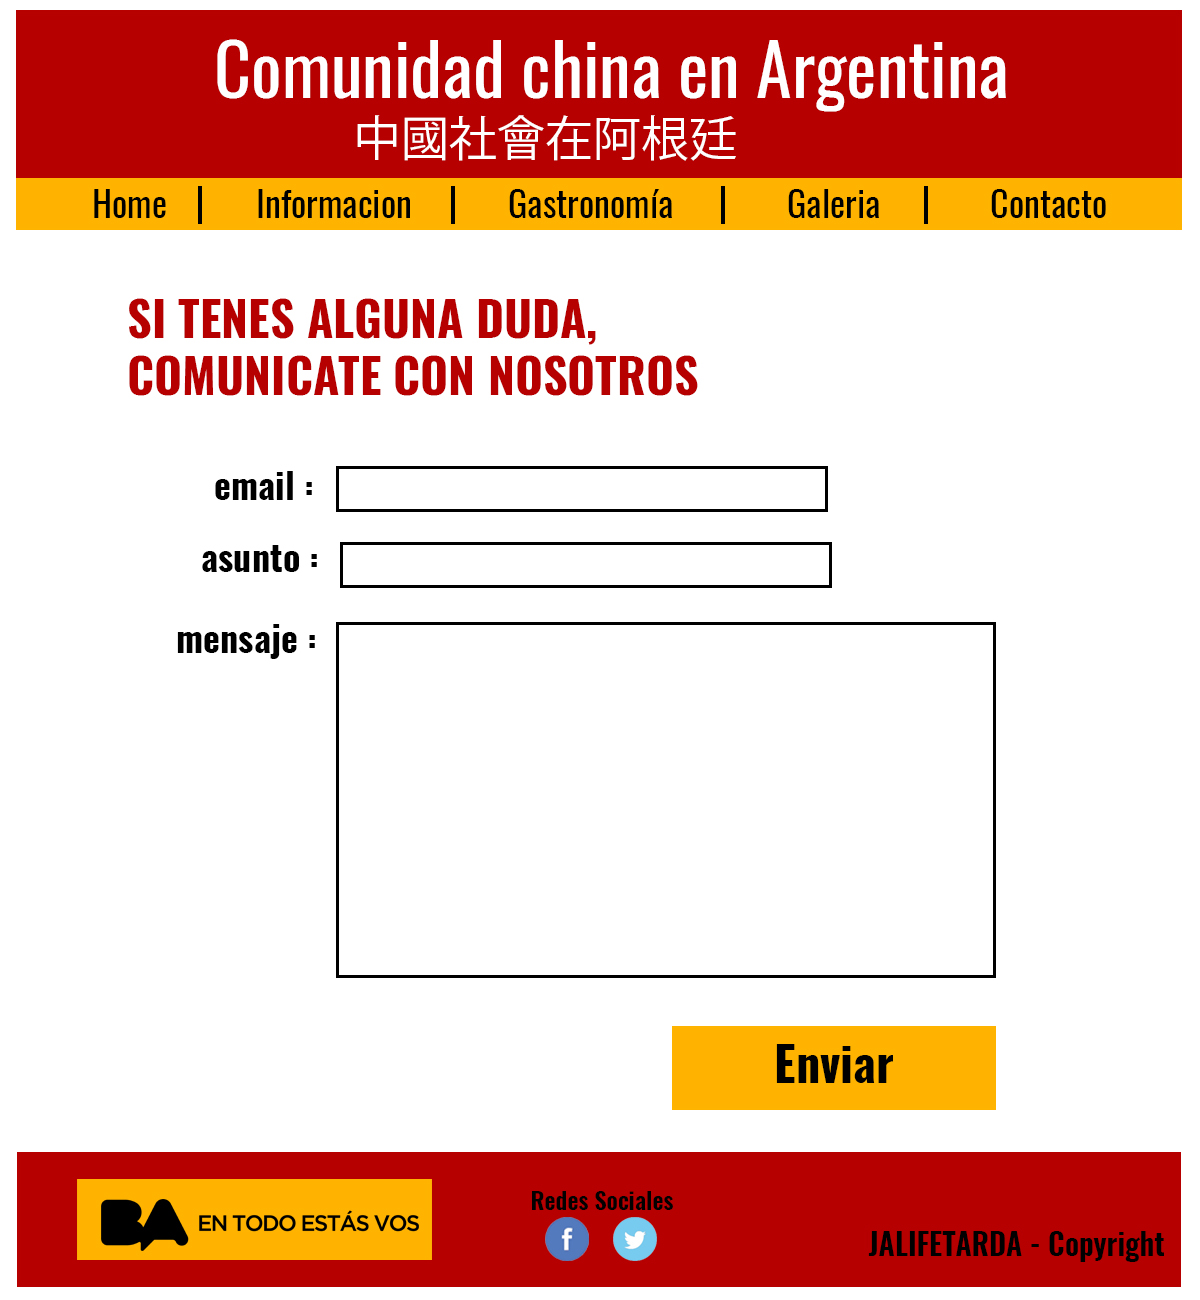 Comunidad china en Argentina
中國社會在阿根廷
Home | Informacion | Gastronomía | Galeria | Contacto
SI TENES ALGUNA DUDA,
COMUNICATE CON NOSOTROS
email :
asunto :
mensaje :
Enviar
BA EN TODO ESTÁS VOS
Redes Sociales
f
JALIFETARDA - Copyright